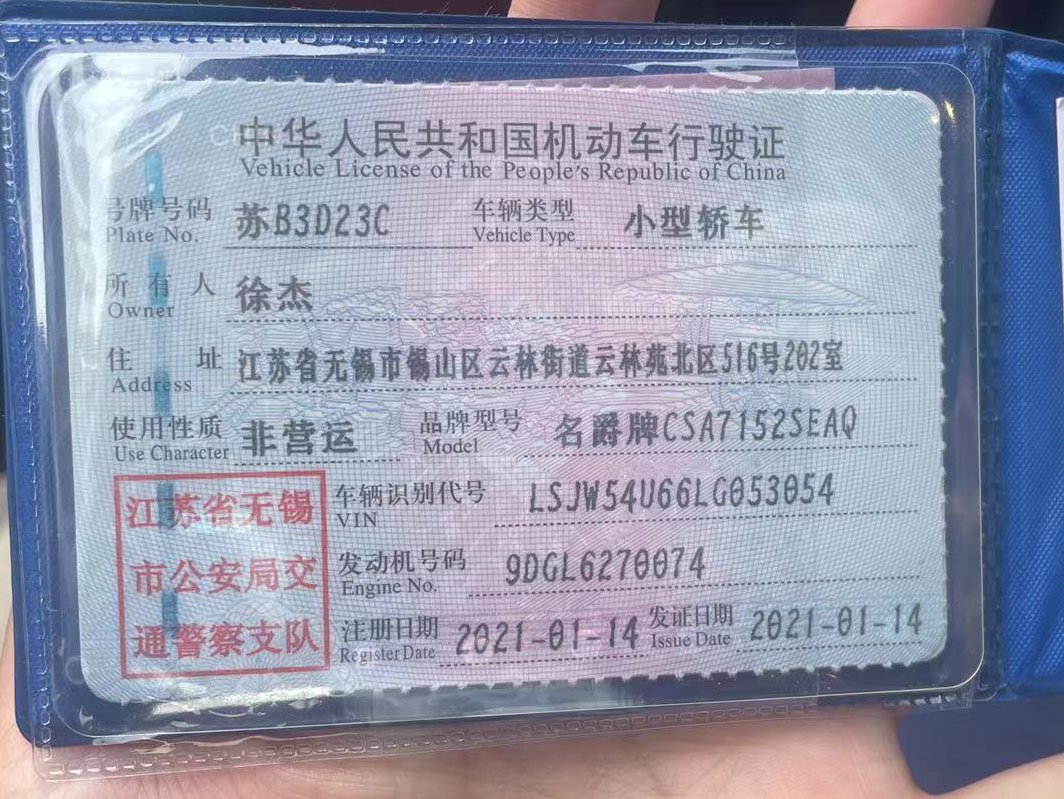 中华人民共和国机动车行驶证
Vehicle License of the People's Republic of China
号牌号码 苏B3D23C 车辆类型 小型轿车
Plate No. Vehicle Type
所有人 徐杰
Owner
住址 江苏省无锡市锡山区云林街道云林苑北区516号202室
Address
使用性质 非营运 品牌型号 名爵牌CSA7152SEAQ
Use Character Model
江苏省无锡 车辆识别代号 LSJW54U66LG053054
VIN
市公安局交 发动机号码 9DGL6270074
Engine No.
通警察支队 注册日期 2021-01-14 发证日期 2021-01-14
Register Date Issue Date